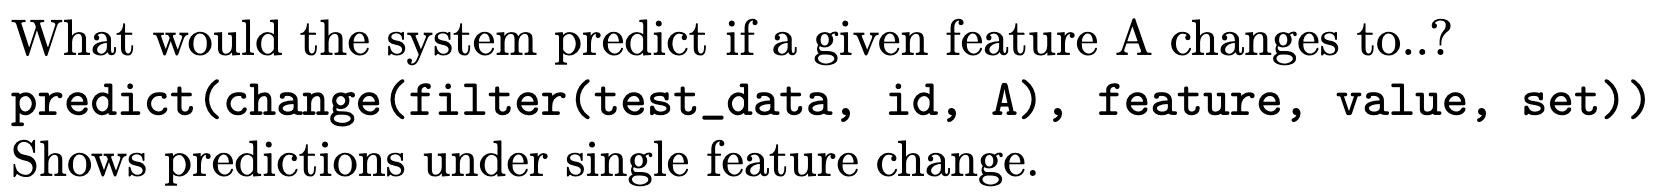 What would the system predict if a given feature A changes to..?
predict(change(filter(test_data, id, A), feature, value, set))
Shows predictions under single feature change.